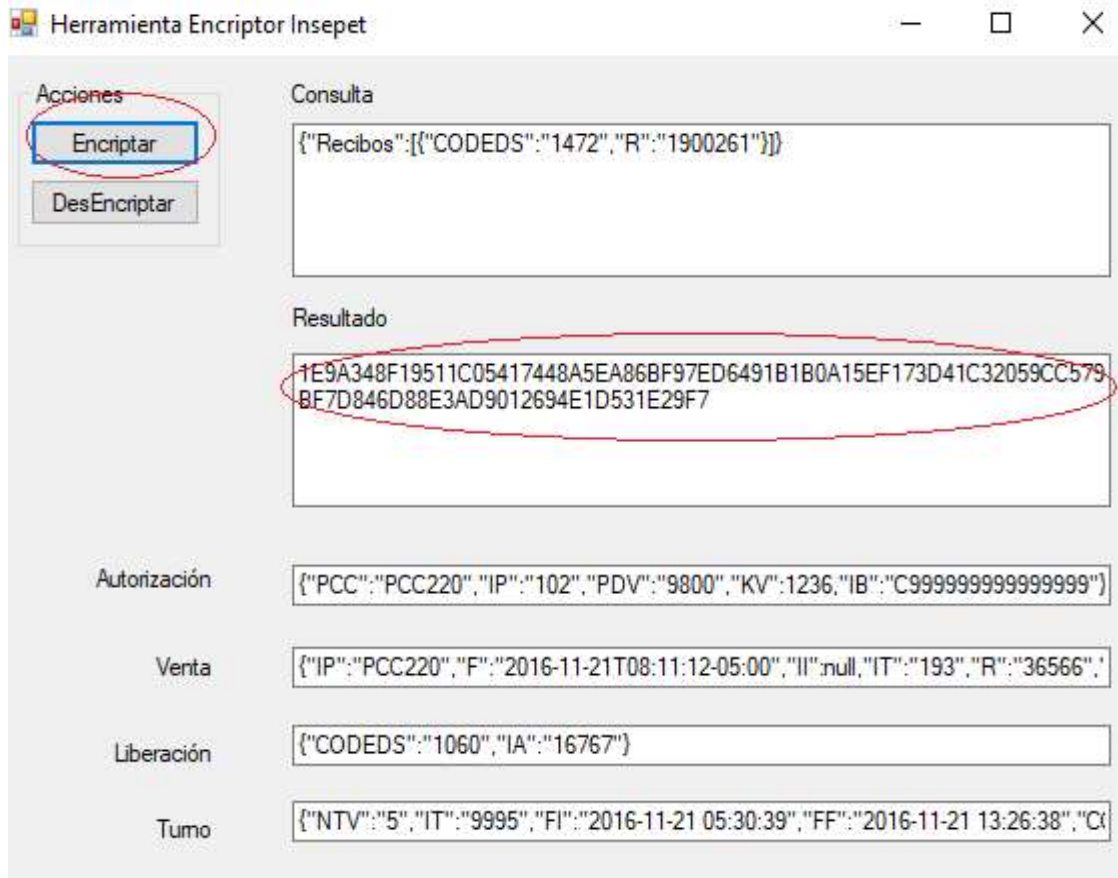 Herramienta Encriptor Insepet
Acciones
Encriptar
DesEncriptar
Consulta
{"Recibos":[{"CODEDS":"1472","R":"1900261"}]}
Resultado
1E9A348F19511C05417448A5EA86BF97ED6491B1B0A15EF173D41C32059CC579
BF7D846D88E3AD9012694E1D531E29F7
Autorización
{"PCC":"PCC220","IP":"102","PDV":"9800","KV":1236,"IB":"C999999999999999"}
Venta
{"IP":"PCC220","F":"2016-11-21T08:11:12-05:00","II":null,"IT":"193","R":"36566","
Liberación
{"CODEDS":"1060","IA":"16767"}
Turno
{"NTV":"5","IT":"9995","FI":"2016-11-21 05:30:39","FF":"2016-11-21 13:26:38","C